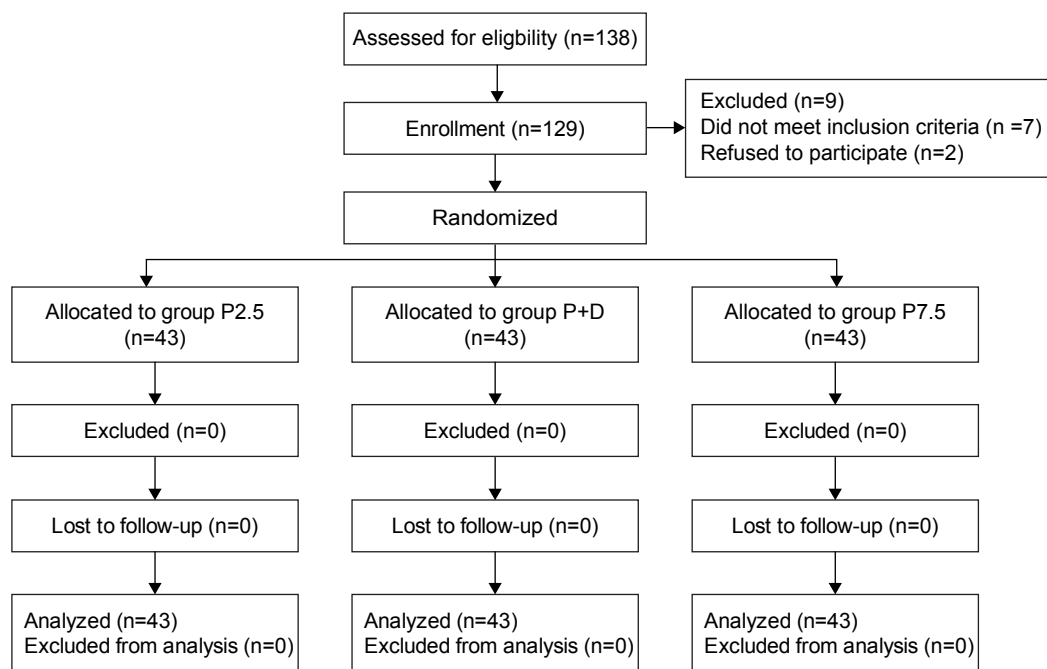 Assessed for eligbility (n=138)
Enrollment (n=129)
Excluded (n=9)
Did not meet inclusion criteria (n =7)
Refused to participate (n=2)
Randomized
Allocated to group P2.5
(n=43)
Allocated to group P+D
(n=43)
Allocated to group P7.5
(n=43)
Excluded (n=0)
Excluded (n=0)
Excluded (n=0)
Lost to follow-up (n=0)
Lost to follow-up (n=0)
Lost to follow-up (n=0)
Analyzed (n=43)
Excluded from analysis (n=0)
Analyzed (n=43)
Excluded from analysis (n=0)
Analyzed (n=43)
Excluded from analysis (n=0)